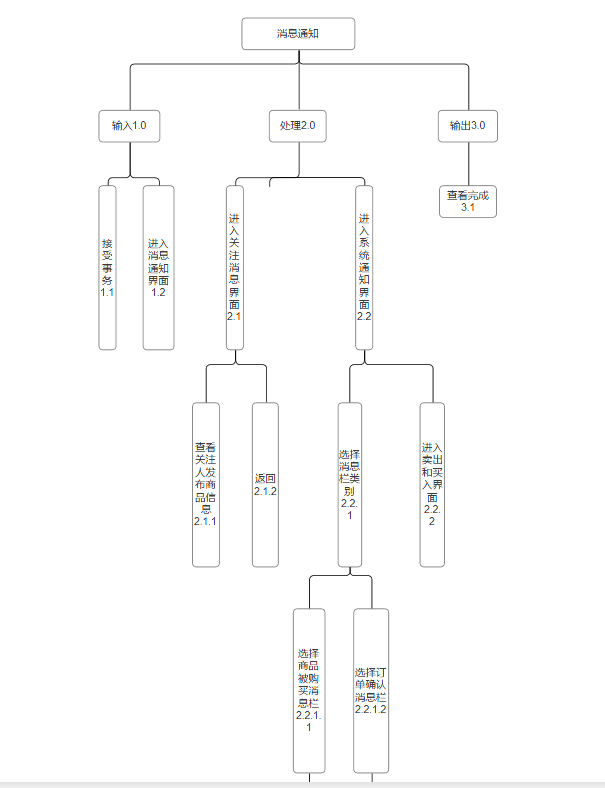 消息通知
输入1.0
处理2.0
输出3.0
查看完成
3.1
接
受
事
务
1.1
进入
消息
通知
界面
1.2
进
入
关
注
消
息
界
面
2.1
进
入
系
统
通
知
界
面
2.2
查看
关注
人发
布商
品信
息
2.1.1
返回
2.1.2
选择
消息
栏类
别
2.2.
1
进入
卖出
和买
入界
面
2.2.
2
选择
商品
被购
买消
息栏
2.2.1.
1
选择订
单确认
消息栏
2.2.1.2